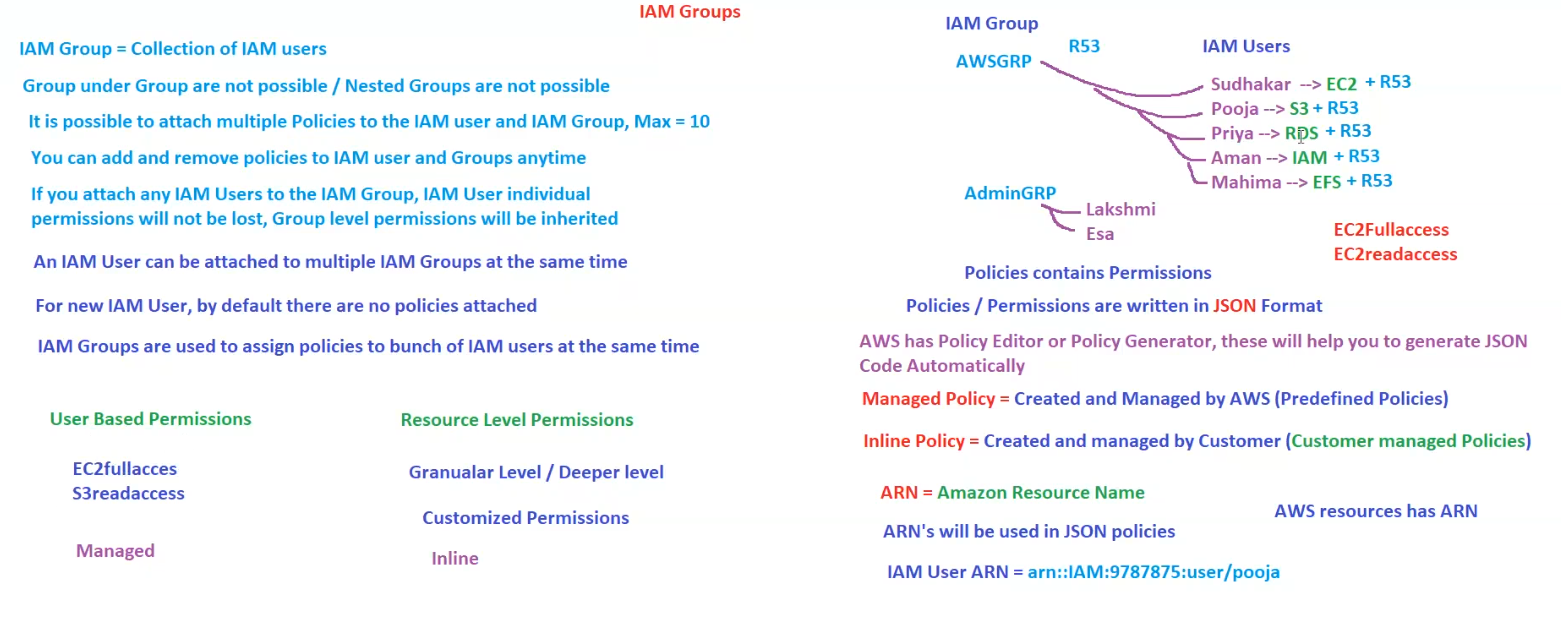 IAM Groups
IAM Group = Collection of IAM users
Group under Group are not possible / Nested Groups are not possible
It is possible to attach multiple Policies to the IAM user and IAM Group, Max = 10
You can add and remove policies to IAM user and Groups anytime
If you attach any IAM Users to the IAM Group, IAM User individual
permissions will not be lost, Group level permissions will be inherited
An IAM User can be attached to multiple IAM Groups at the same time
For new IAM User, by default there are no policies attached
IAM Groups are used to assign policies to bunch of IAM users at the same time
User Based Permissions
EC2fullacces
S3readaccess
Managed
Resource Level Permissions
Granualar Level / Deeper level
Customized Permissions
Inline
IAM Group
R53
IAM Users
AWSGRP
Sudhakar --> EC2 + R53
Pooja --> S3 + R53
Priya --> RDS + R53
Aman --> IAM + R53
Mahima --> EFS + R53
AdminGRP
Lakshmi
Esa
EC2Fullaccess
EC2readaccess
Policies contains Permissions
Policies / Permissions are written in JSON Format
AWS has Policy Editor or Policy Generator, these will help you to generate JSON
Code Automatically
Managed Policy = Created and Managed by AWS (Predefined Policies)
Inline Policy = Created and managed by Customer (Customer managed Policies)
ARN = Amazon Resource Name
AWS resources has ARN
ARN's will be used in JSON policies
IAM User ARN = arn::IAM:9787875:user/pooja